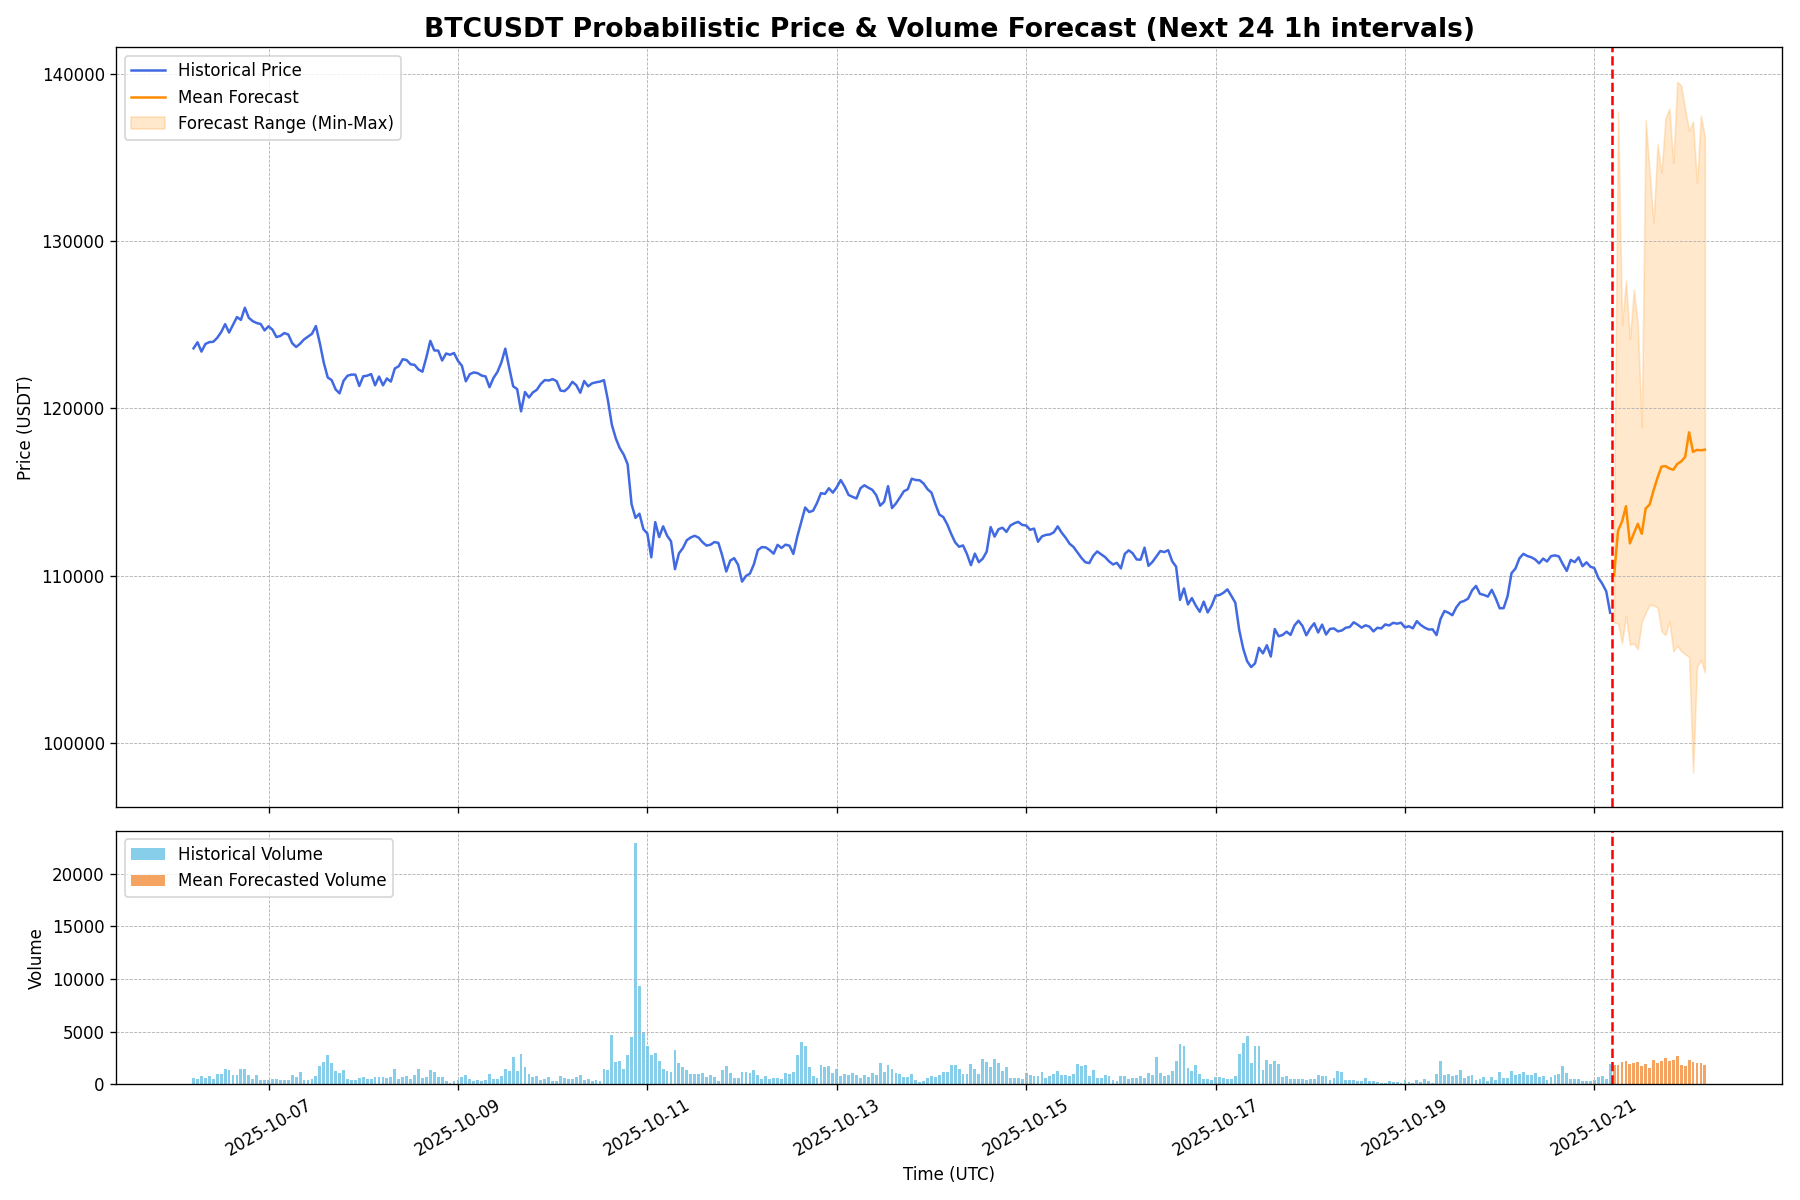 BTCUSDT Probabilistic Price & Volume Forecast (Next 24 1h intervals)
Historical Price
Mean Forecast
Forecast Range (Min-Max)
140000
130000
120000
110000
100000
Price (USDT)
Historical Volume
Mean Forecasted Volume
20000
15000
10000
5000
0
Volume
2025-10-07
2025-10-09
2025-10-11
2025-10-13
2025-10-15
2025-10-17
2025-10-19
2025-10-21
Time (UTC)